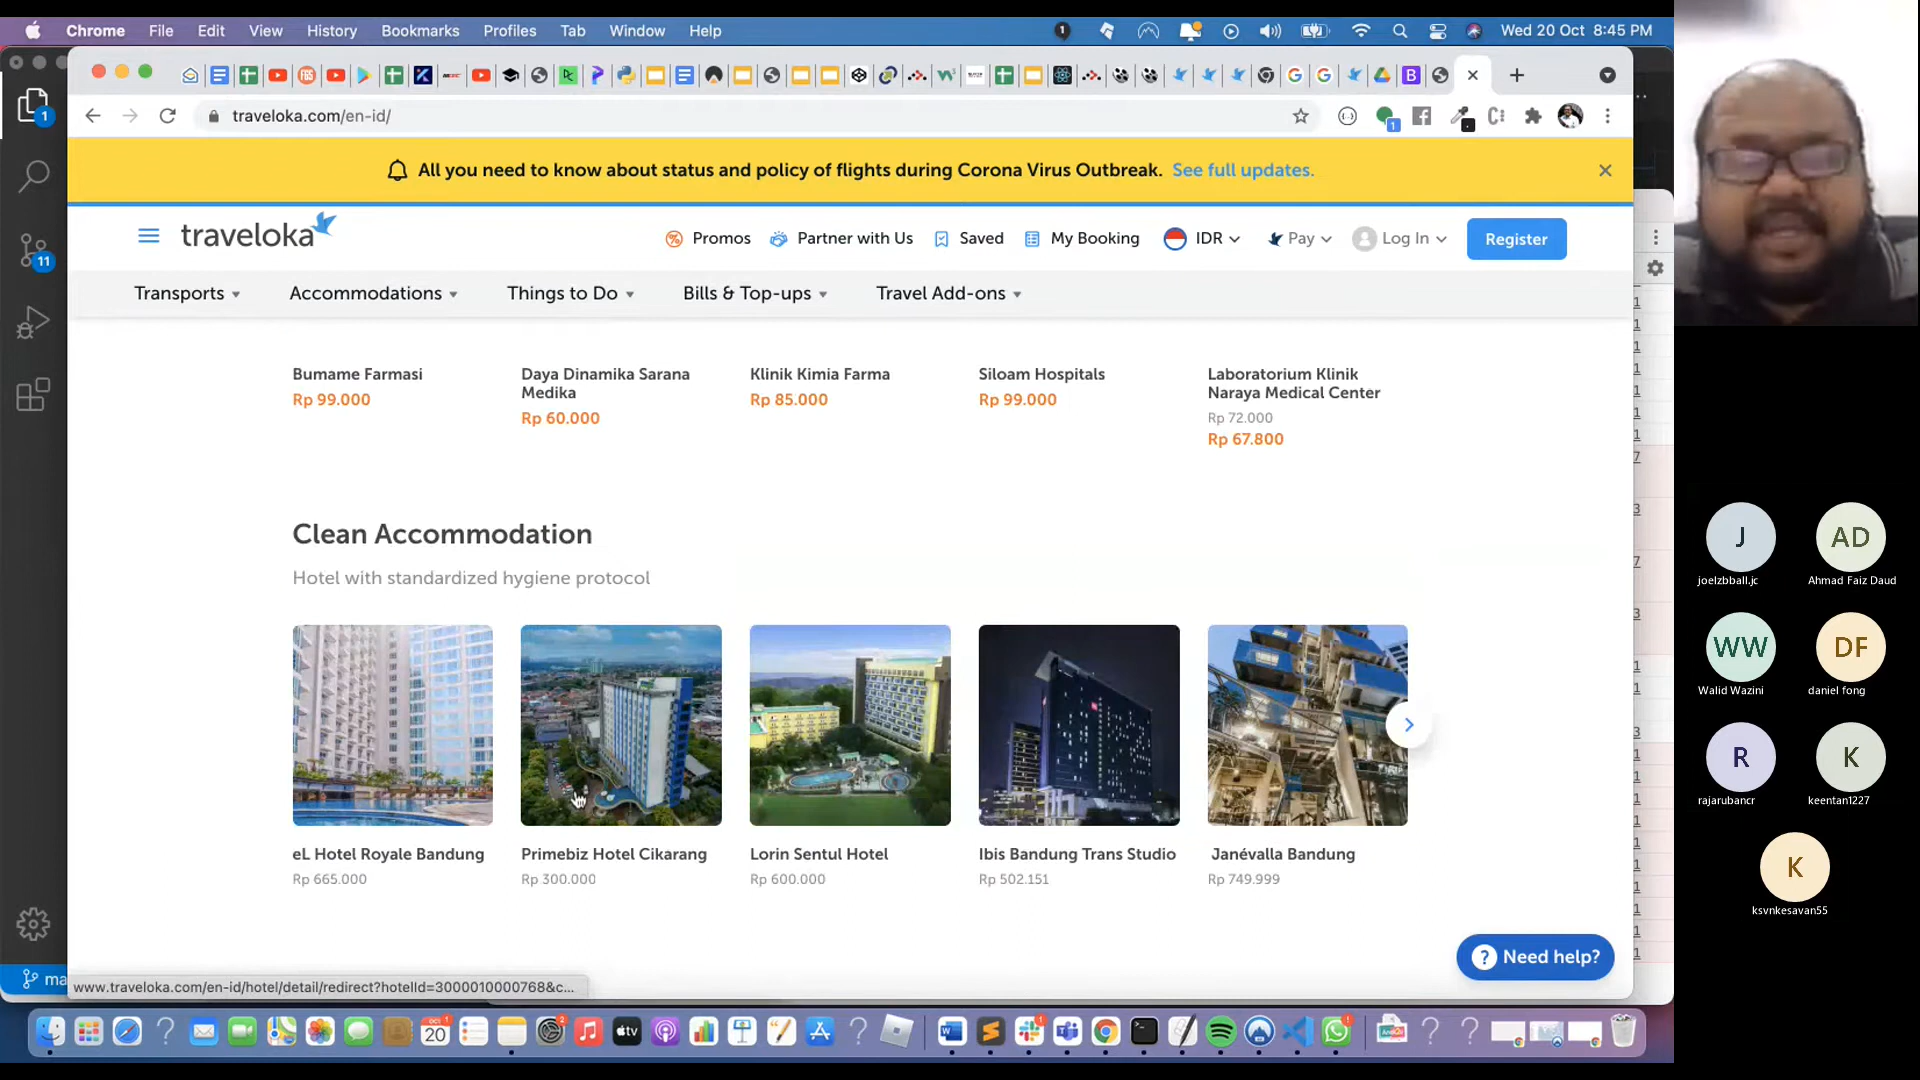 Chrome File Edit View History Bookmarks Profiles Tab Window Help
Wed 20 Oct 8:45 PM
traveloka.com/en-id/
All you need to know about status and policy of flights during Corona Virus Outbreak. See full updates.
traveloka
Promos Partner with Us Saved My Booking IDR Pay Log In Register
Transports Accommodations Things to Do Bills & Top-ups Travel Add-ons
Bumame Farmasi
Rp 99.000
Daya Dinamika Sarana
Medika
Rp 60.000
Klinik Kimia Farma
Rp 85.000
Siloam Hospitals
Rp 99.000
Laboratorium Klinik
Naraya Medical Center
Rp 72.000
Rp 67.800
Clean Accommodation
Hotel with standardized hygiene protocol
eL Hotel Royale Bandung
Rp 665.000
Primebiz Hotel Cikarang
Rp 300.000
Lorin Sentul Hotel
Rp 600.000
Ibis Bandung Trans Studio
Rp 502.151
Janévalla Bandung
Rp 749.999
? Need help?
www.traveloka.com/en-id/hotel/detail/redirect?hotelId=3000010000768&c...
1
11
ma
J
joelzbball.jc
AD
Ahmad Faiz Daud
WW
Walid Wazini
DF
daniel fong
R
rajarubancr
K
keentan1227
K
ksvnkesavan55
OCT
20
tv